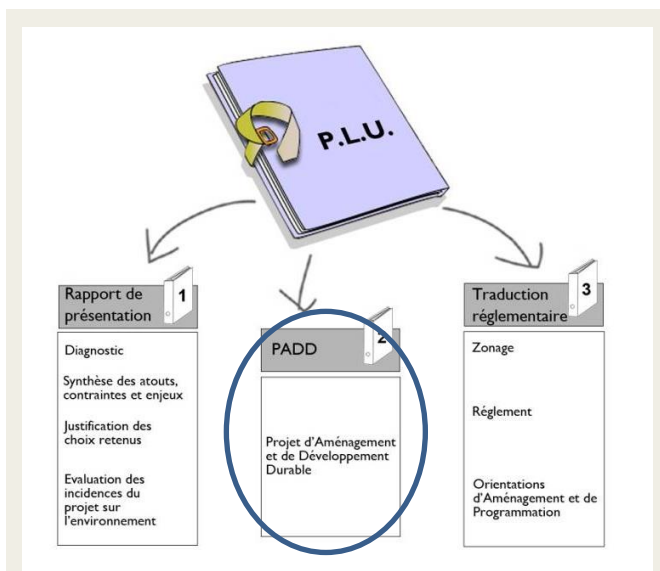 P.L.U.
Rapport de
présentation
1
Diagnostic
Synthèse des atouts,
contraintes et enjeux
Justification des
choix retenus
Evaluation des
incidences du
projet sur
l'environnement
PADD
2
Projet d'Aménagement
et de Développement
Durable
Traduction
réglementaire
3
Zonage
Réglement
Orientations
d'Aménagement et de
Programmation